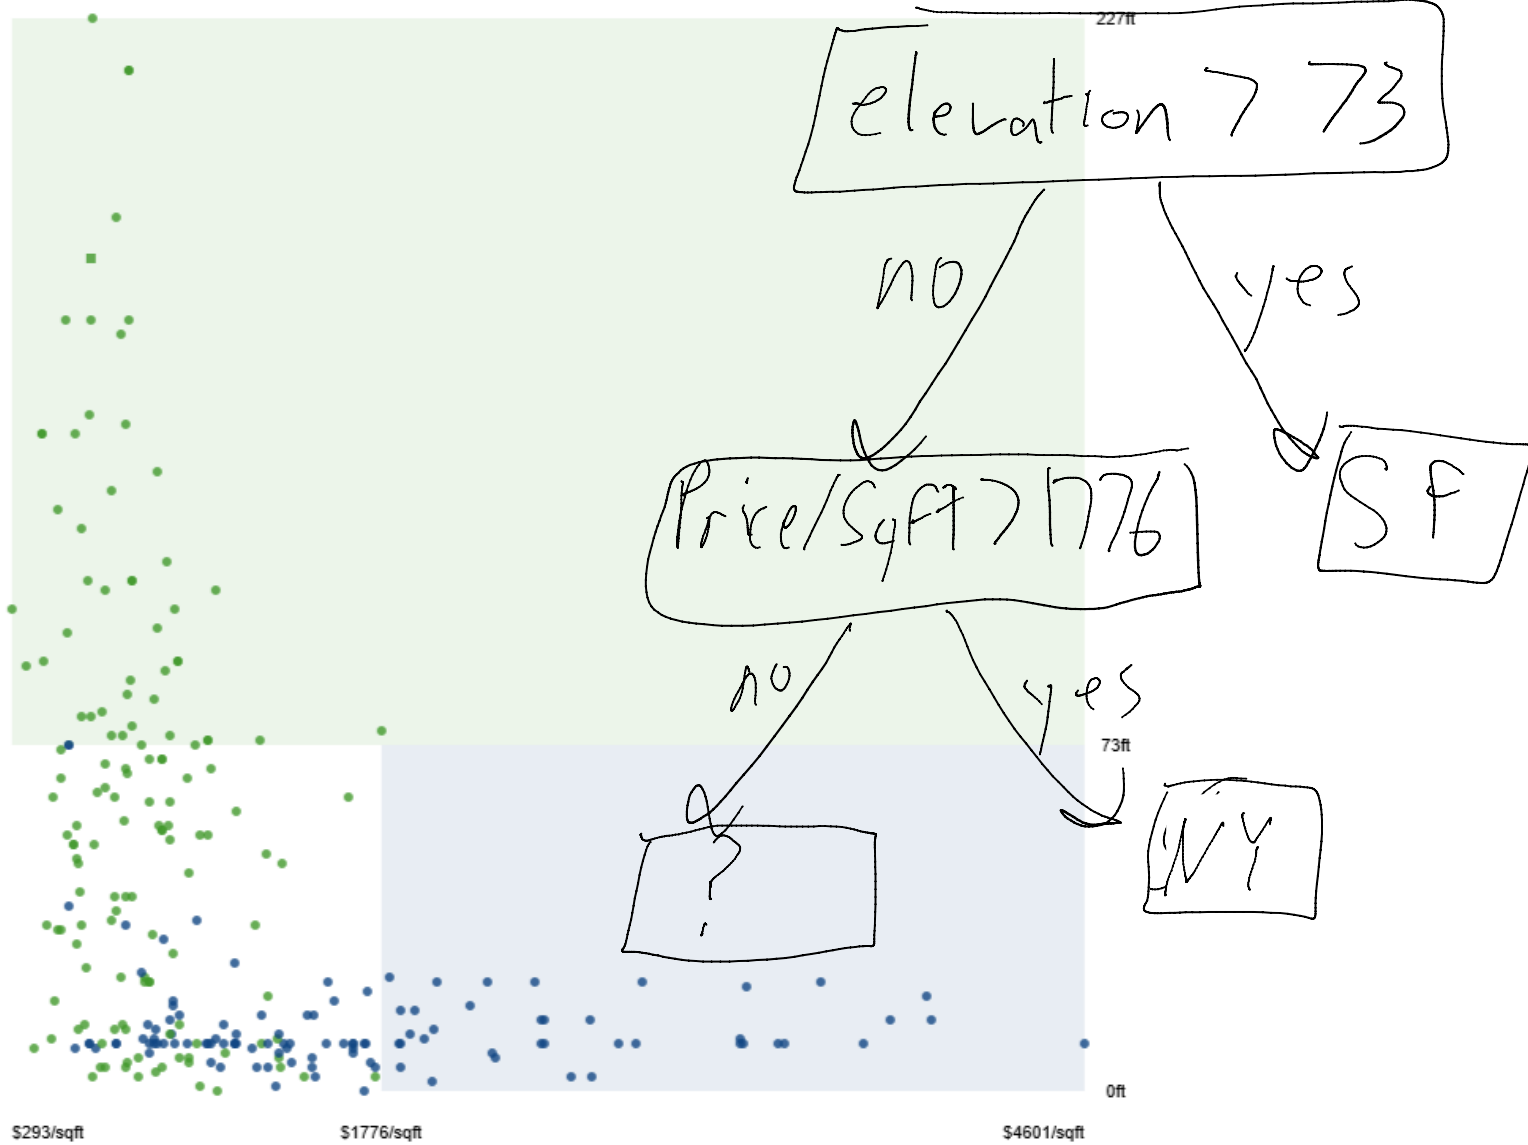 227ft
elevation > 73
no
yes
Price/Sqft > 1776
SF
no
yes
73ft
?
NY
0ft
$293/sqft
$1776/sqft
$4601/sqft